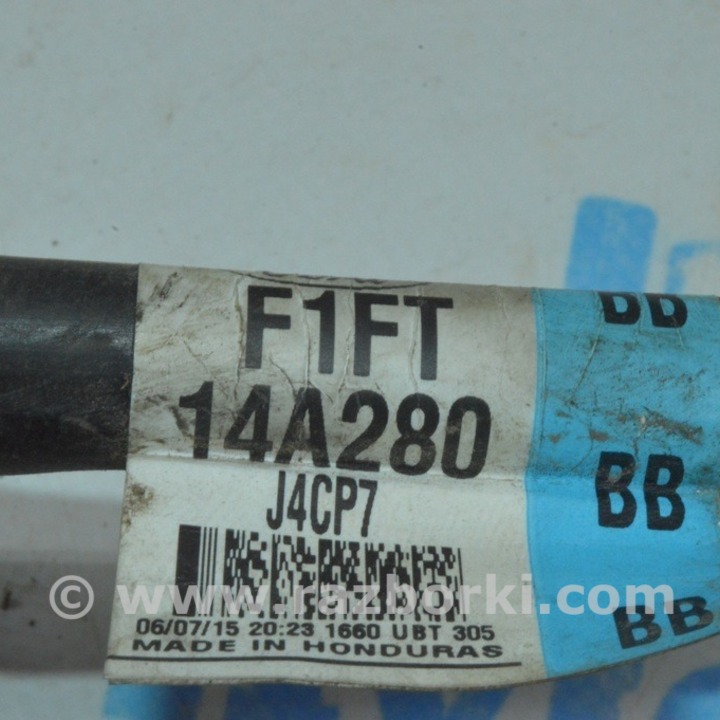 F1FT
14A280
J4CP7
06/07/15 20:23 1660 UBT 305
MADE IN HONDURAS
BB
BB
BB
© www.razborki.com